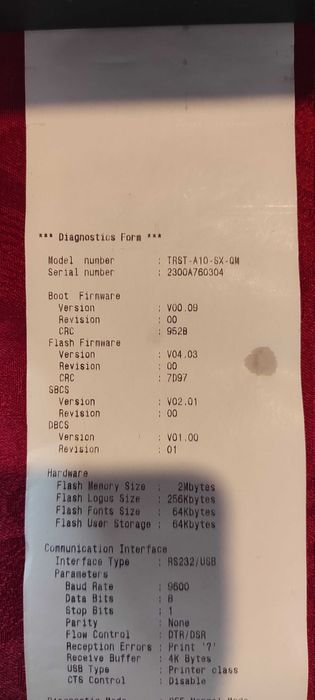 *** Diagnostics Form ***
Model number : TRST-A10-SX-QM
Serial number : 2300A760304
Boot Firmware
Version : V00.09
Revision : 00
CRC : 9528
Flash Firmware
Version : V04.03
Revision : 00
CRC : 7D97
SBCS
Version : V02.01
Revision : 00
DBCS
Version : V01.00
Revision : 01
Hardware
Flash Memory Size : 2Mbytes
Flash Logos Size : 256Kbytes
Flash Fonts Size : 64Kbytes
Flash User Storage : 64Kbytes
Communication Interface
Interface Type : RS232/USB
Parameters
Baud Rate : 9600
Data Bits : 8
Stop Bits : 1
Parity : None
Flow Control : DTR/DSR
Reception Errors : Print '?'
Receive Buffer : 4K Bytes
USB Type : Printer class
CTS Control : Disable